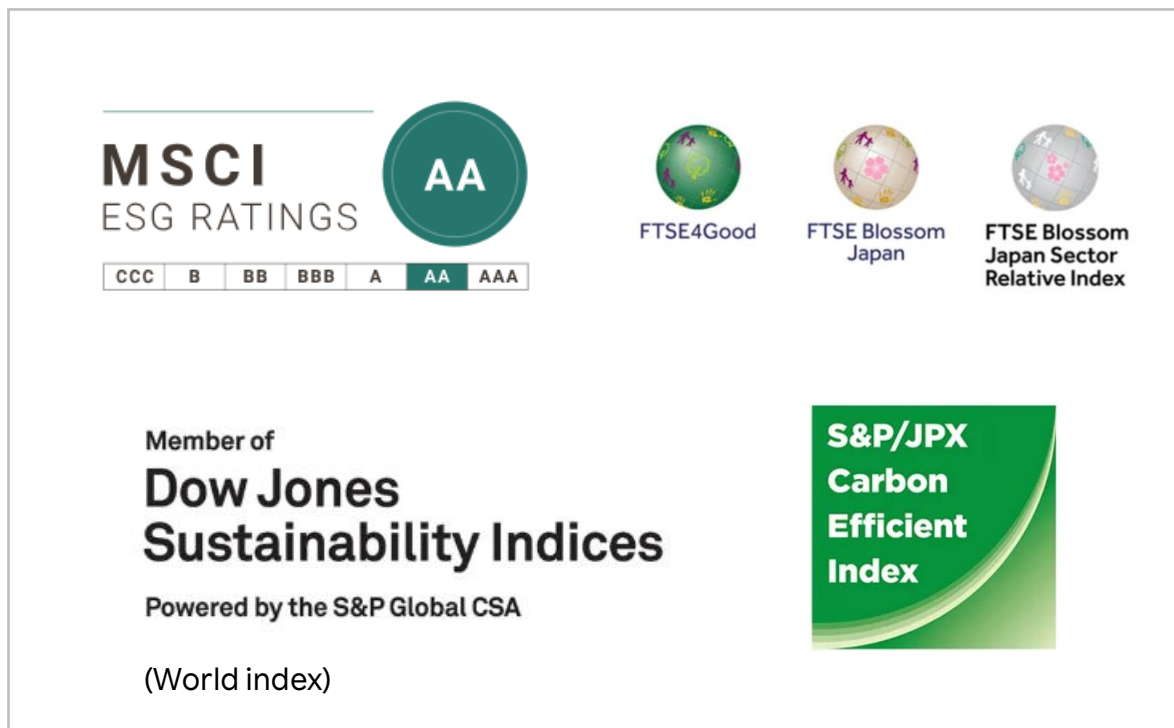 MSCI
ESG RATINGS
AA
CCC B BB BBB A AA AAA
FTSE4Good
FTSE Blossom
Japan
FTSE Blossom
Japan Sector
Relative Index
Member of
Dow Jones
Sustainability Indices
Powered by the S&P Global CSA
(World index)
S&P/JPX
Carbon
Efficient
Index